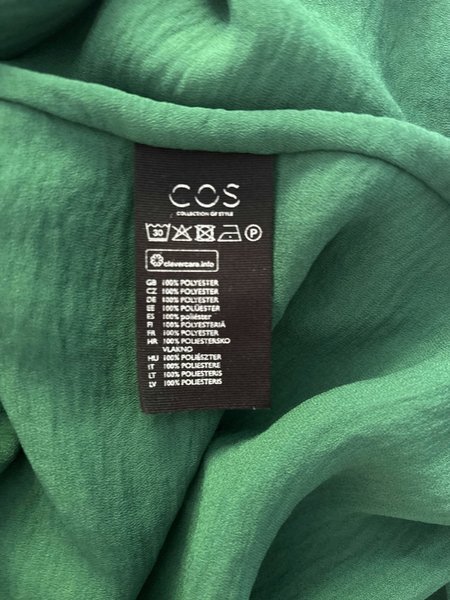 COS
COLLECTION OF STYLE
30 P
clevercare.info
GB 100% POLYESTER
CZ 100% POLYESTER
DE 100% POLYESTER
EE 100% POLÜESTER
ES 100% poliéster
FI 100% POLYESTERIÄ
FR 100% POLYESTER
HR 100% POLIESTERSKO
VLAKNO
HU 100% POLIÉSZTER
IT 100% POLIESTERE
LT 100% POLIESTERIS
LV 100% POLIESTERIS